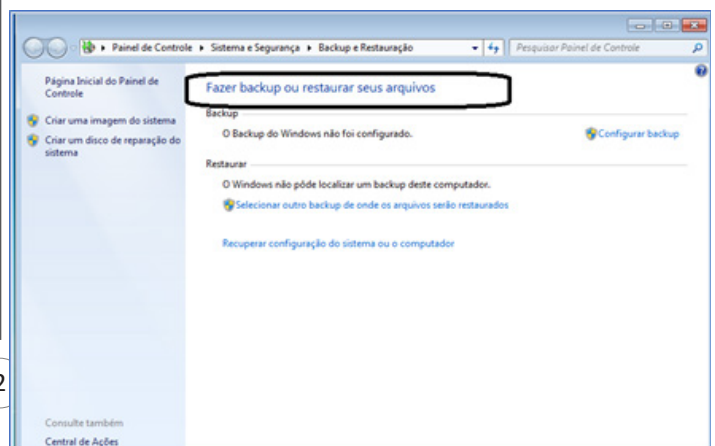 Painel de Controle ▸ Sistema e Segurança ▸ Backup e Restauração
Pesquisar Painel de Controle
Página Inicial do Painel de
Controle
Criar uma imagem do sistema
Criar um disco de reparação do
sistema
Fazer backup ou restaurar seus arquivos
Backup
O Backup do Windows não foi configurado.
Configurar backup
Restaurar
O Windows não pôde localizar um backup deste computador.
Selecionar outro backup de onde os arquivos serão restaurados
Recuperar configuração do sistema ou o computador
2
Consulte também
Central de Ações